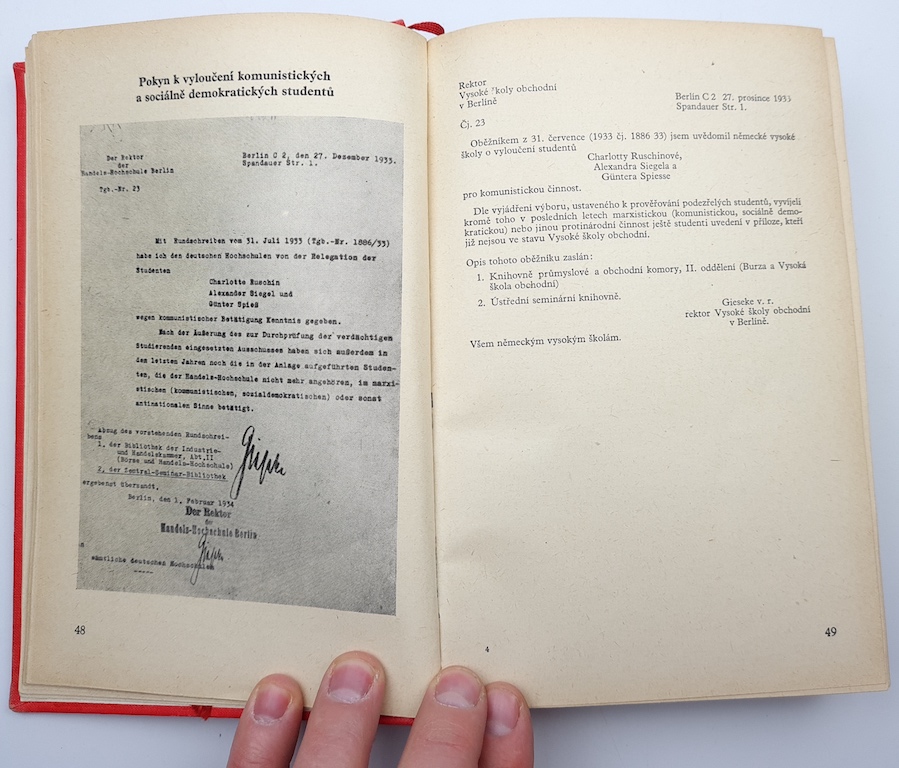 Pokyn k vyloučení komunistických
a sociálně demokratických studentů
Der Rektor
der
Handels-Hochschule Berlin
Berlin C 2, den 27. Dezember 1933.
Spandauer Str. 1.
Tgb.-Nr. 23
Mit Rundschreiben vom 31. Juli 1933 (Tgb.-Nr. 1886/33)
habe ich den deutschen Hochschulen von der Relegation der
Studenten
Charlotte Ruschin
Alexander Siegel und
Günter Spieß
wegen kommunistischer Betätigung Kenntnis gegeben.
Nach der Äußerung des zur Durchprüfung der verdächtigen
Studierenden eingesetzten Ausschusses haben sich außerdem in
den letzten Jahren noch die in der Anlage aufgeführten Studen-
ten, die der Handels-Hochschule nicht mehr angehören, im marxi-
stischen (kommunistischen, sozialdemokratischen) oder sonst
antinationalen Sinne betätigt.
Abzug des vorstehenden Rundschrei-
bens
1. der Bibliothek der Industrie-
und Handelskammer, Abt.II
(Börse und Handels-Hochschule)
2. der Zentral-Seminar-Bibliothek
ergebenst übersandt.
Berlin, den 1. Februar 1934
Der Rektor
der
Handels-Hochschule Berlin
An
sämtliche deutschen Hochschulen
48
Rektor
Vysoké školy obchodní
v Berlíně
Berlin C 2 27. prosince 1933
Spandauer Str. 1.
Čj. 23
Oběžníkem z 31. července (1933 čj. 1886 33) jsem uvědomil německé vysoké
školy o vyloučení studentů
Charlotty Ruschinové,
Alexandra Siegela a
Güntera Spiesse
pro komunistickou činnost.
Dle vyjádření výboru, ustaveného k prověřování podezřelých studentů, vyvíjeli
kromě toho v posledních letech marxistickou (komunistickou, sociálně demo-
kratickou) nebo jinou protinárodní činnost ještě studenti uvedení v příloze, kteří
již nejsou ve stavu Vysoké školy obchodní.
Opis tohoto oběžníku zaslán:
1. Knihovně průmyslové a obchodní komory, II. oddělení (Burza a Vysoká
škola obchodní)
2. Ústřední seminární knihovně.
Gieseke v. r.
rektor Vysoké školy obchodní
v Berlíně.
Všem německým vysokým školám.
4
49